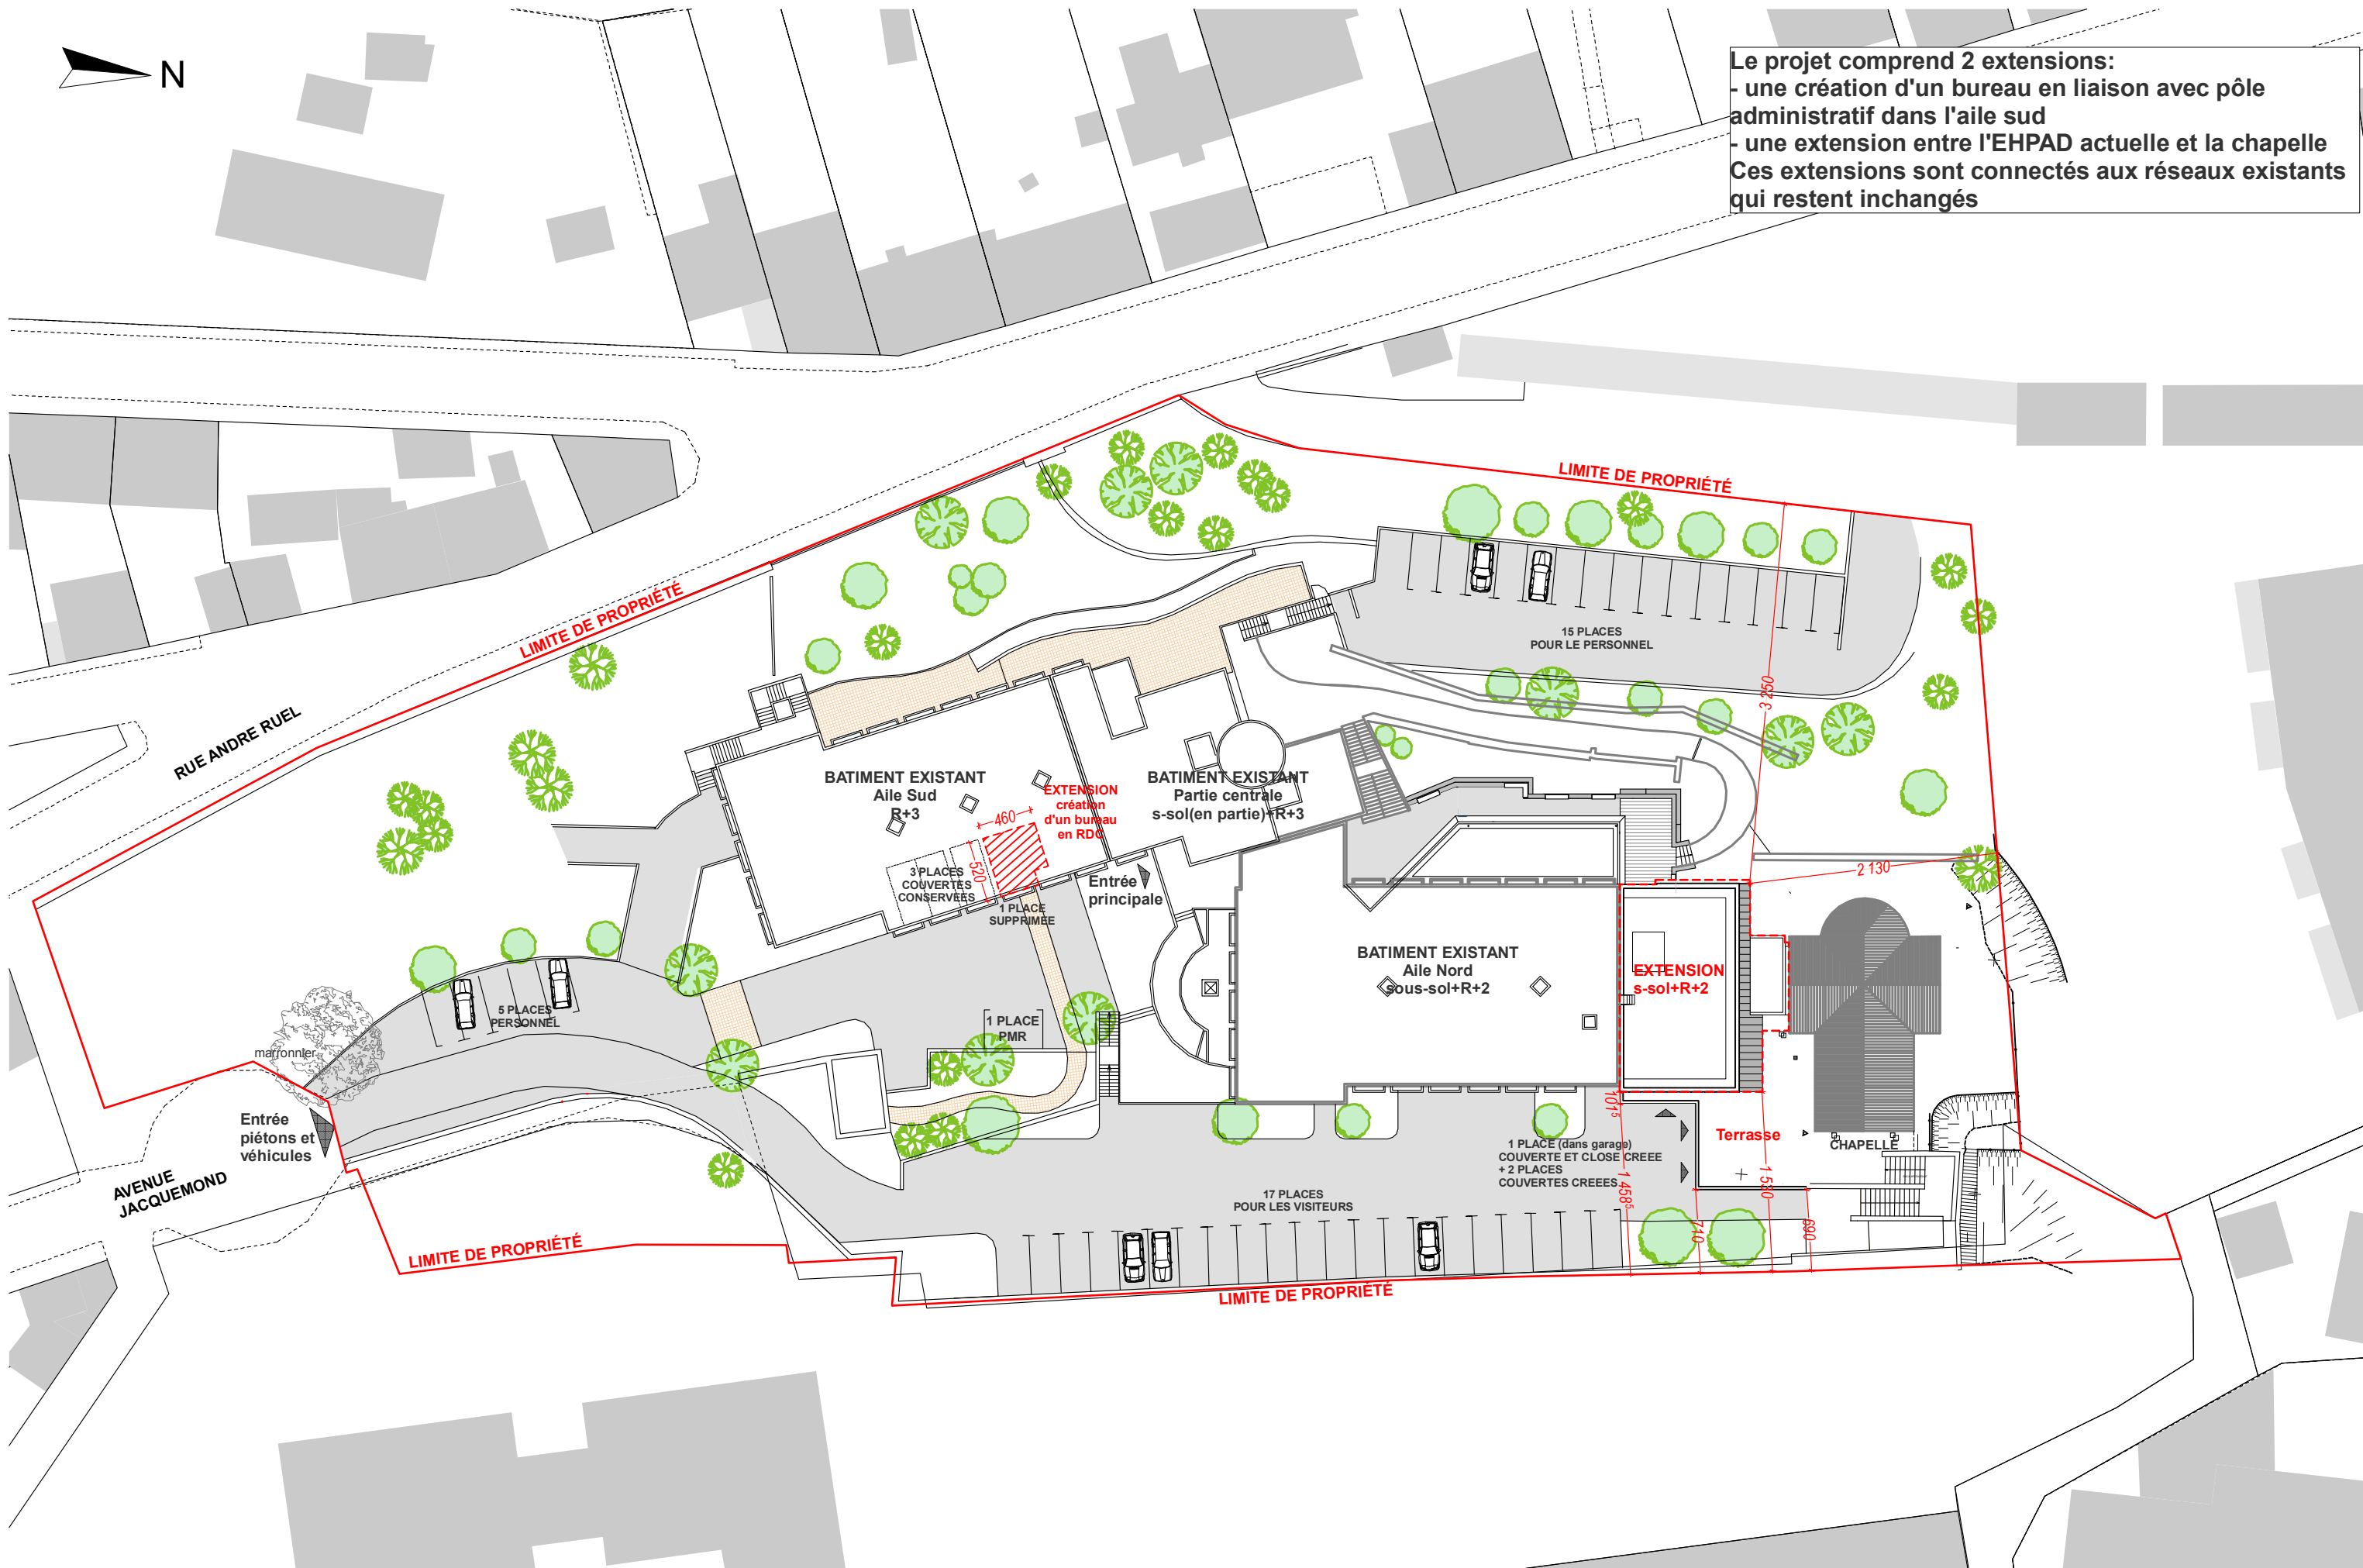 N
Le projet comprend 2 extensions:
- une création d'un bureau en liaison avec pôle
administratif dans l'aile sud
- une extension entre l'EHPAD actuelle et la chapelle
Ces extensions sont connectés aux réseaux existants
qui restent inchangés
LIMITE DE PROPRIÉTÉ
LIMITE DE PROPRIÉTÉ
15 PLACES
POUR LE PERSONNEL
3 250
RUE ANDRE RUEL
BATIMENT EXISTANT
Aile Sud
R+3
EXTENSION
création
d'un bureau
en RDC
460
520
BATIMENT EXISTANT
Partie centrale
s-sol(en partie)+R+3
3 PLACES
COUVERTES
CONSERVÉES
1 PLACE
SUPPRIMÉE
Entrée
principale
2 130
BATIMENT EXISTANT
Aile Nord
sous-sol+R+2
EXTENSION
s-sol+R+2
5 PLACES
PERSONNEL
1 PLACE
PMR
marronnier
Entrée
piétons et
véhicules
AVENUE
JACQUEMOND
101⁵
Terrasse
CHAPELLE
1 PLACE (dans garage)
COUVERTE ET CLOSE CREEE
+ 2 PLACES
COUVERTES CREEES
17 PLACES
POUR LES VISITEURS
1 458⁵
710
690
LIMITE DE PROPRIÉTÉ
LIMITE DE PROPRIÉTÉ